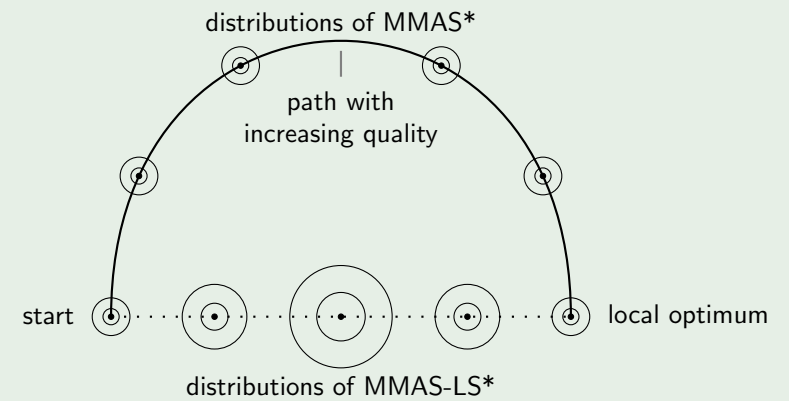 distributions of MMAS*
path with
increasing quality
start
local optimum
distributions of MMAS-LS*